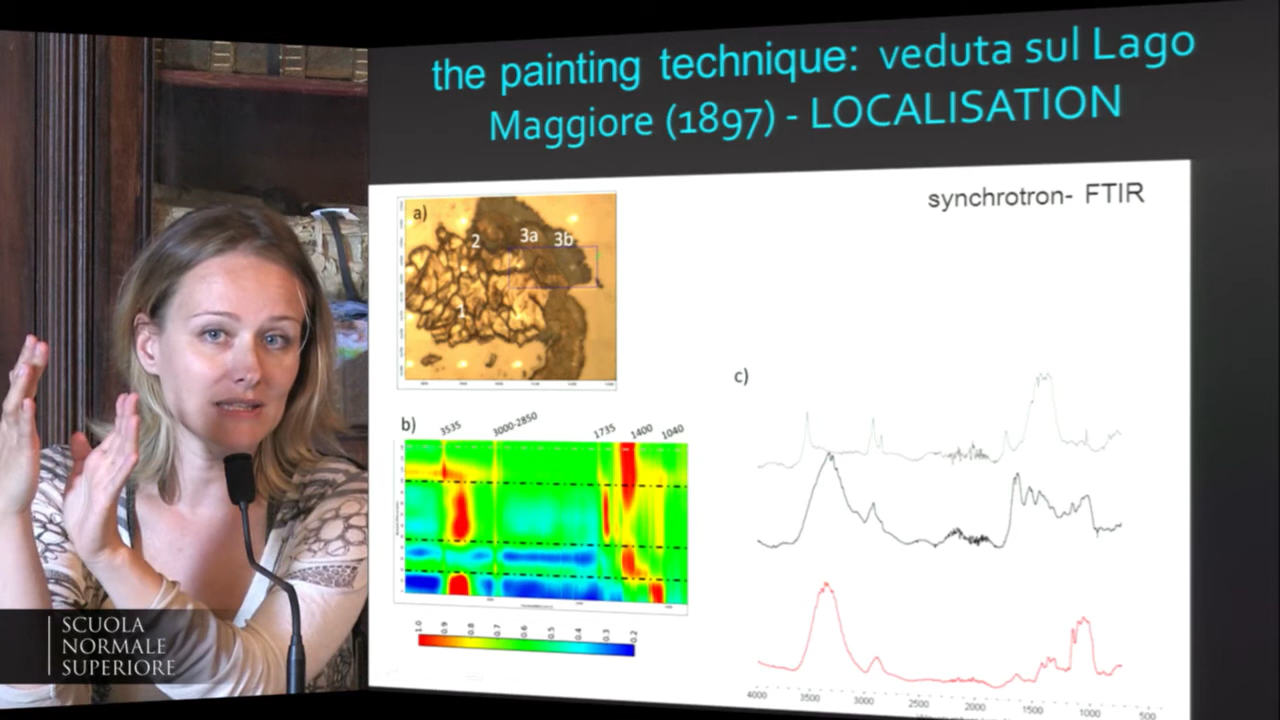 the painting technique: veduta sul Lago
Maggiore (1897) - LOCALISATION
synchrotron- FTIR
a)
2
3a
3b
1
b)
3535
3000-2850
1735
1400
1040
1.0
0.9
0.8
0.7
0.6
0.5
0.4
0.3
0.2
c)
4000
3500
3000
2500
2000
1500
1000
500
SCUOLA
NORMALE
SUPERIORE